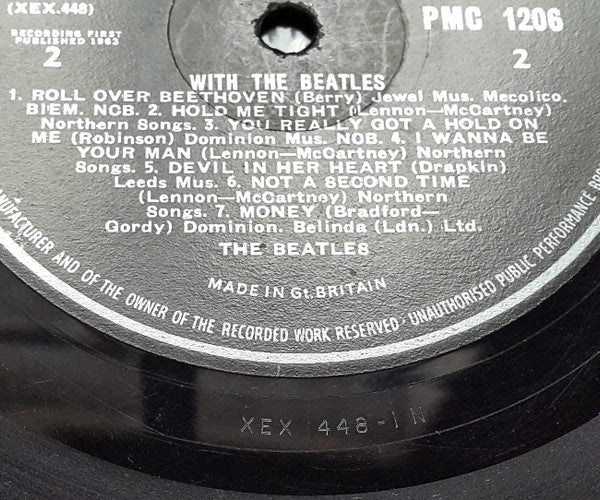 (XEX.448)
PMC 1206
RECORDING FIRST
PUBLISHED 1963
2
2
WITH THE BEATLES
1. ROLL OVER BEETHOVEN (Berry) Jewel Mus. Mecolico.
BIEM. NCB. 2. HOLD ME TIGHT (Lennon—McCartney)
Northern Songs. 3. YOU REALLY GOT A HOLD ON
ME (Robinson) Dominion Mus. NCB. 4. I WANNA BE
YOUR MAN (Lennon—McCartney) Northern
Songs. 5. DEVIL IN HER HEART (Drapkin)
Leeds Mus. 6. NOT A SECOND TIME
(Lennon—McCartney) Northern
Songs. 7. MONEY (Bradford—
Gordy) Dominion. Belinda (Ldn.) Ltd.
THE BEATLES
MADE IN Gt. BRITAIN
ANUFACTURER AND OF THE OWNER OF THE RECORDED WORK RESERVED · UNAUTHORISED PUBLIC PERFORMANCE
XEX 448-1N